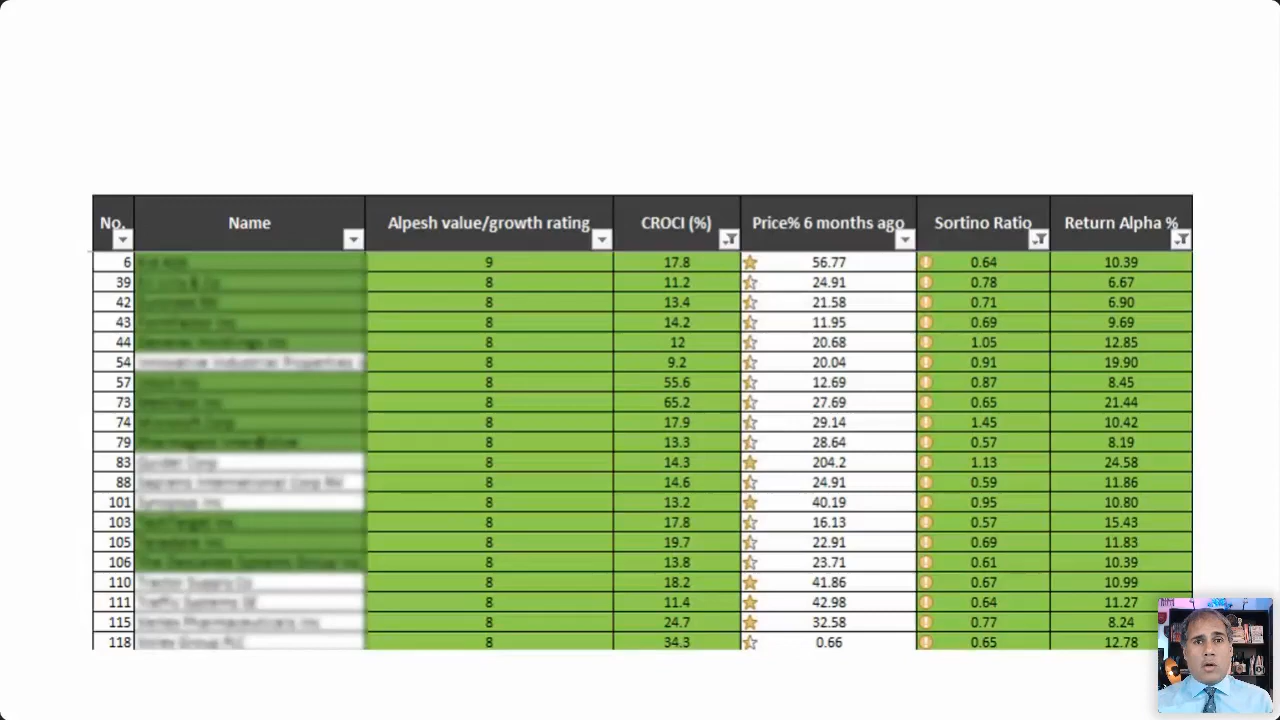 No. Name Alpesh value/growth rating CROCI (%) Price% 6 months ago Sortino Ratio Return Alpha %
6 9 17.8 56.77 0.64 10.39
39 8 11.2 24.91 0.78 6.67
42 8 13.4 21.58 0.71 6.90
43 8 14.2 11.95 0.69 9.69
44 8 12 20.68 1.05 12.85
54 8 9.2 20.04 0.91 19.90
57 8 55.6 12.69 0.87 8.45
73 8 65.2 27.69 0.65 21.44
74 8 17.9 29.14 1.45 10.42
79 8 13.3 28.64 0.57 8.19
83 8 14.3 204.2 1.13 24.58
88 8 14.6 24.91 0.59 11.86
101 8 13.2 40.19 0.95 10.80
103 8 17.8 16.13 0.57 15.43
105 8 19.7 22.91 0.69 11.83
106 8 13.8 23.71 0.61 10.39
110 8 18.2 41.86 0.67 10.99
111 8 11.4 42.98 0.64 11.27
115 8 24.7 32.58 0.77 8.24
118 8 34.3 0.66 0.65 12.78